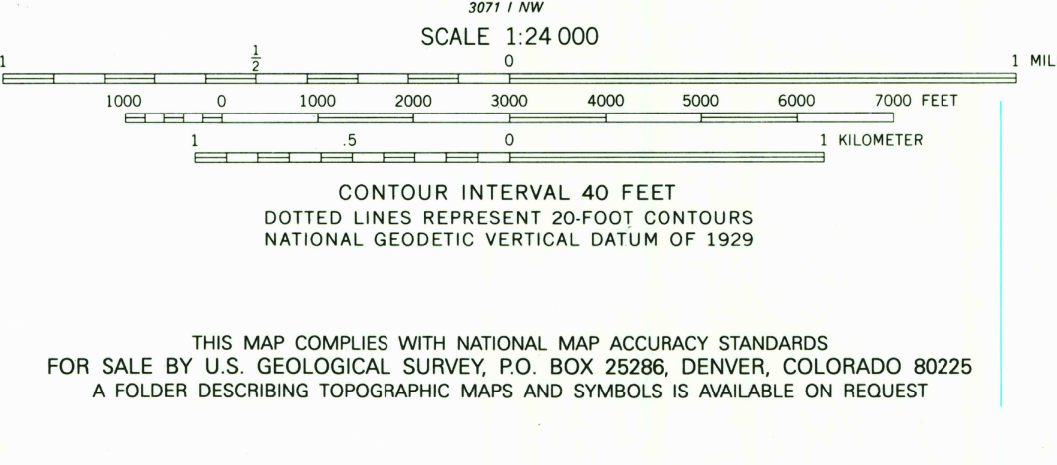 3071 I NW
SCALE 1:24 000
1 1/2 0 1 MIL
1000 0 1000 2000 3000 4000 5000 6000 7000 FEET
1 .5 0 1 KILOMETER
CONTOUR INTERVAL 40 FEET
DOTTED LINES REPRESENT 20-FOOT CONTOURS
NATIONAL GEODETIC VERTICAL DATUM OF 1929
THIS MAP COMPLIES WITH NATIONAL MAP ACCURACY STANDARDS
FOR SALE BY U.S. GEOLOGICAL SURVEY, P.O. BOX 25286, DENVER, COLORADO 80225
A FOLDER DESCRIBING TOPOGRAPHIC MAPS AND SYMBOLS IS AVAILABLE ON REQUEST